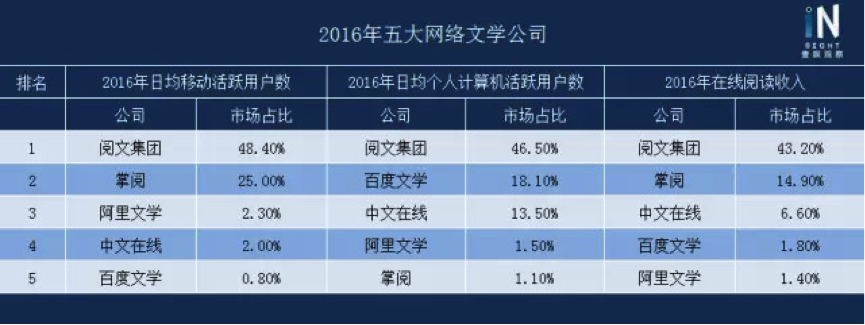 2016年五大网络文学公司
iN
SIGHT
壹娱观察
排名 2016年日均移动活跃用户数 2016年日均个人计算机活跃用户数 2016年在线阅读收入
公司 市场占比 公司 市场占比 公司 市场占比
1 阅文集团 48.40% 阅文集团 46.50% 阅文集团 43.20%
2 掌阅 25.00% 百度文学 18.10% 掌阅 14.90%
3 阿里文学 2.30% 中文在线 13.50% 中文在线 6.60%
4 中文在线 2.00% 阿里文学 1.50% 百度文学 1.80%
5 百度文学 0.80% 掌阅 1.10% 阿里文学 1.40%